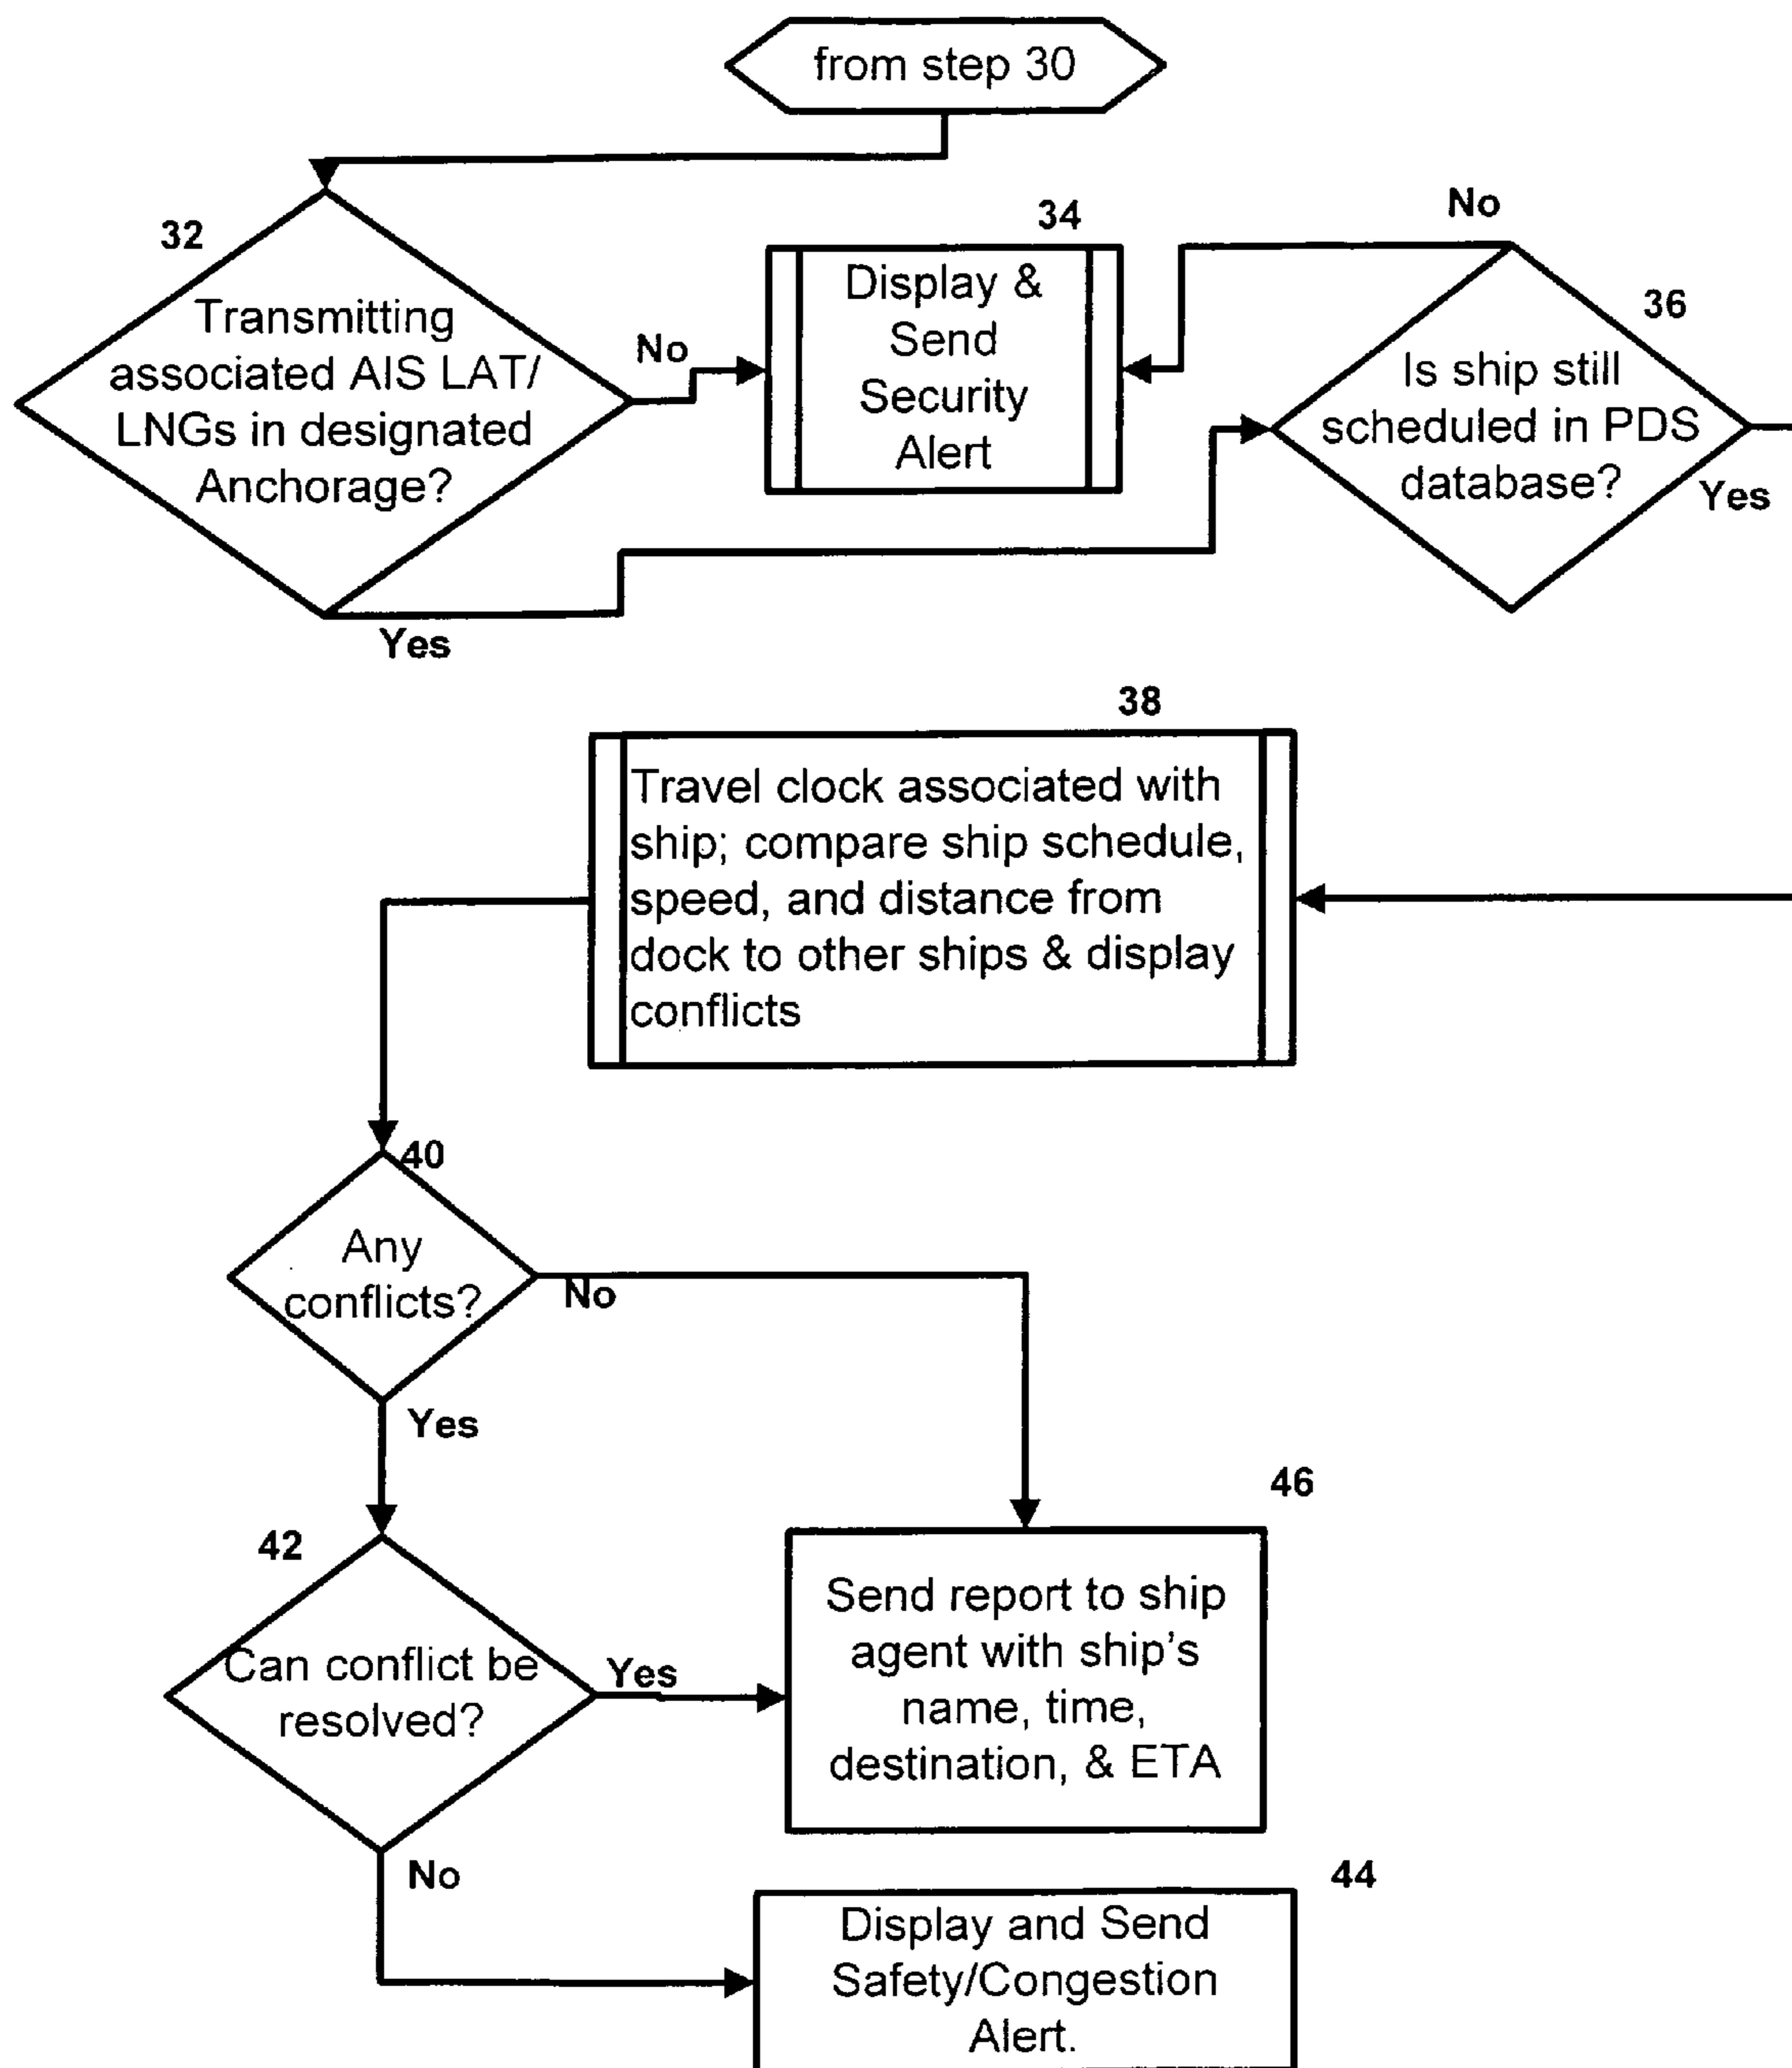 from step 30
32
Transmitting
associated AIS LAT/
LNGs in designated
Anchorage?
No
Yes
34
Display &
Send
Security
Alert
No
36
Is ship still
scheduled in PDS
database?
Yes
38
Travel clock associated with
ship; compare ship schedule,
speed, and distance from
dock to other ships & display
conflicts
40
Any
conflicts?
No
Yes
42
Can conflict be
resolved?
Yes
No
46
Send report to ship
agent with ship's
name, time,
destination, & ETA
44
Display and Send
Safety/Congestion
Alert.